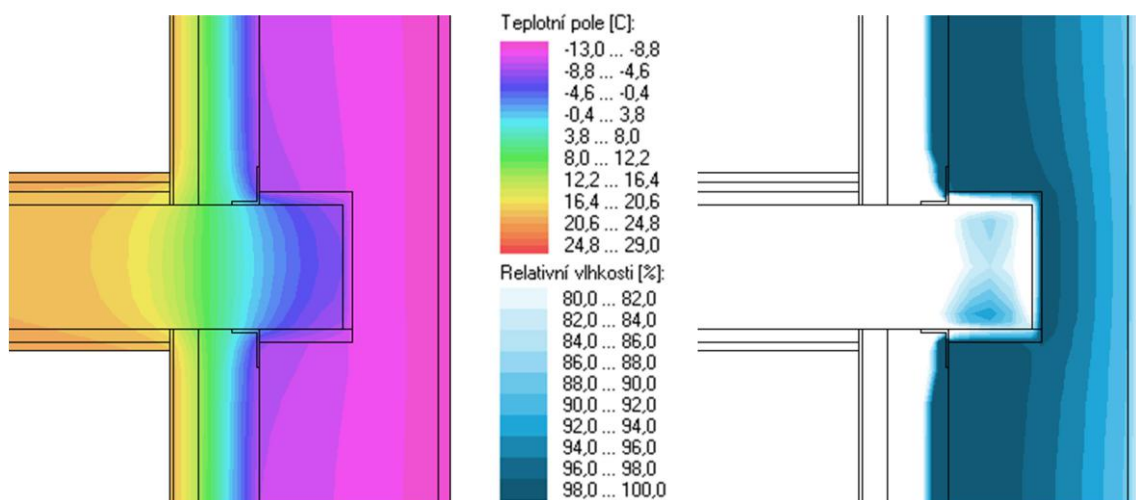 Teplotní pole [C]:
-13,0 ... -8,8
-8,8 ... -4,6
-4,6 ... -0,4
-0,4 ... 3,8
3,8 ... 8,0
8,0 ... 12,2
12,2 ... 16,4
16,4 ... 20,6
20,6 ... 24,8
24,8 ... 29,0
Relativní vlhkosti [%]:
80,0 ... 82,0
82,0 ... 84,0
84,0 ... 86,0
86,0 ... 88,0
88,0 ... 90,0
90,0 ... 92,0
92,0 ... 94,0
94,0 ... 96,0
96,0 ... 98,0
98,0 ... 100,0